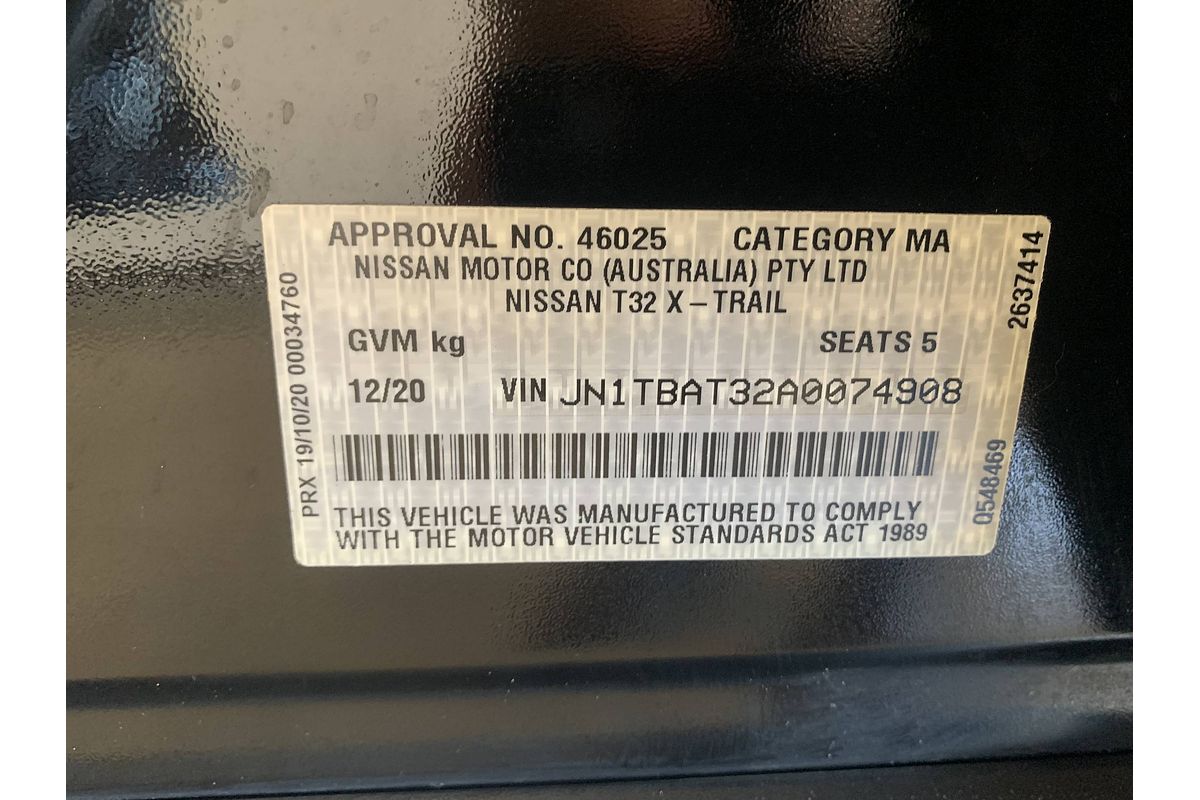 APPROVAL NO. 46025 CATEGORY MA
NISSAN MOTOR CO (AUSTRALIA) PTY LTD
NISSAN T32 X-TRAIL
GVM kg SEATS 5
12/20 VIN JN1TBAT32A0074908
THIS VEHICLE WAS MANUFACTURED TO COMPLY
WITH THE MOTOR VEHICLE STANDARDS ACT 1989
PRX 19/10/20 00034760
2637414
0548469